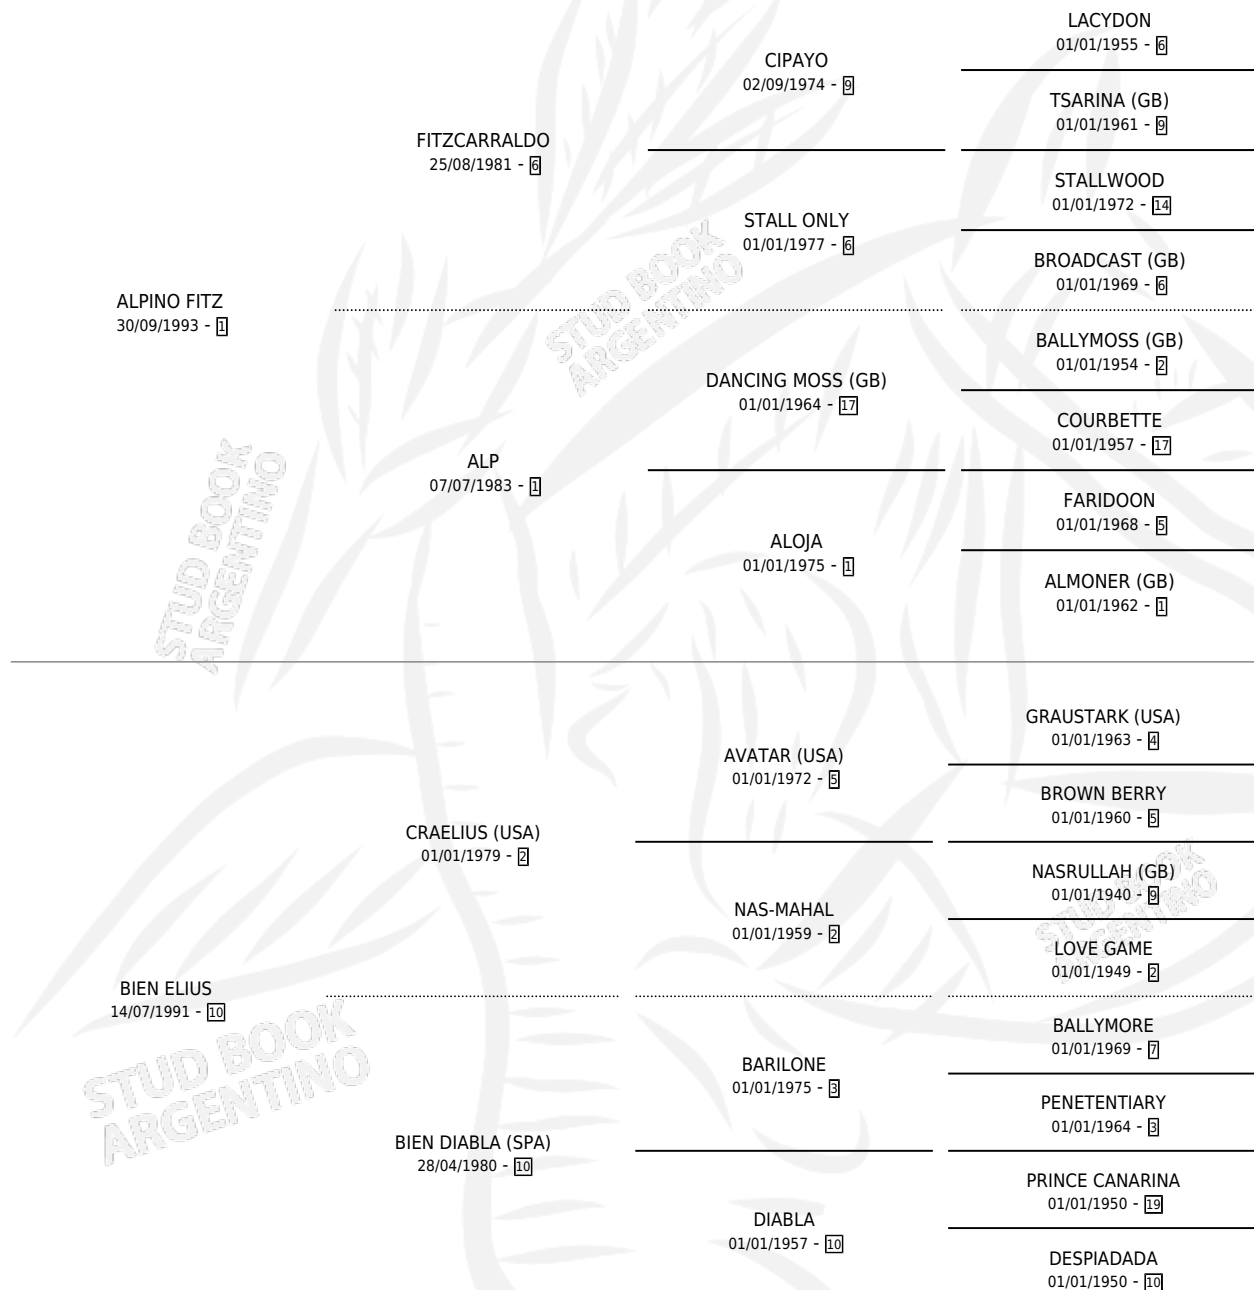 LACYDON
01/01/1955 - 6
CIPAYO
02/09/1974 - 9
TSARINA (GB)
01/01/1961 - 9
FITZCARRALDO
25/08/1981 - 6
STALLWOOD
01/01/1972 - 14
STALL ONLY
01/01/1977 - 6
BROADCAST (GB)
01/01/1969 - 6
ALPINO FITZ
30/09/1993 - 1
STUD BOOK
ARGENTINO
BALLYMOSS (GB)
01/01/1954 - 2
DANCING MOSS (GB)
01/01/1964 - 17
COURBETTE
01/01/1957 - 17
ALP
07/07/1983 - 1
FARIDOON
01/01/1968 - 5
ALOJA
01/01/1975 - 1
ALMONER (GB)
01/01/1962 - 1
STUD BOOK
ARGENTINO
GRAUSTARK (USA)
01/01/1963 - 4
AVATAR (USA)
01/01/1972 - 5
BROWN BERRY
01/01/1960 - 5
CRAELIUS (USA)
01/01/1979 - 2
NASRULLAH (GB)
01/01/1940 - 9
NAS-MAHAL
01/01/1959 - 2
LOVE GAME
01/01/1949 - 2
STUD BOOK
ARGENTINO
BIEN ELIUS
14/07/1991 - 10
BALLYMORE
01/01/1969 - 7
BARILONE
01/01/1975 - 3
PENETENTIARY
01/01/1964 - 3
STUD BOOK
ARGENTINO
BIEN DIABLA (SPA)
28/04/1980 - 10
PRINCE CANARINA
01/01/1950 - 19
DIABLA
01/01/1957 - 10
DESPIADADA
01/01/1950 - 10